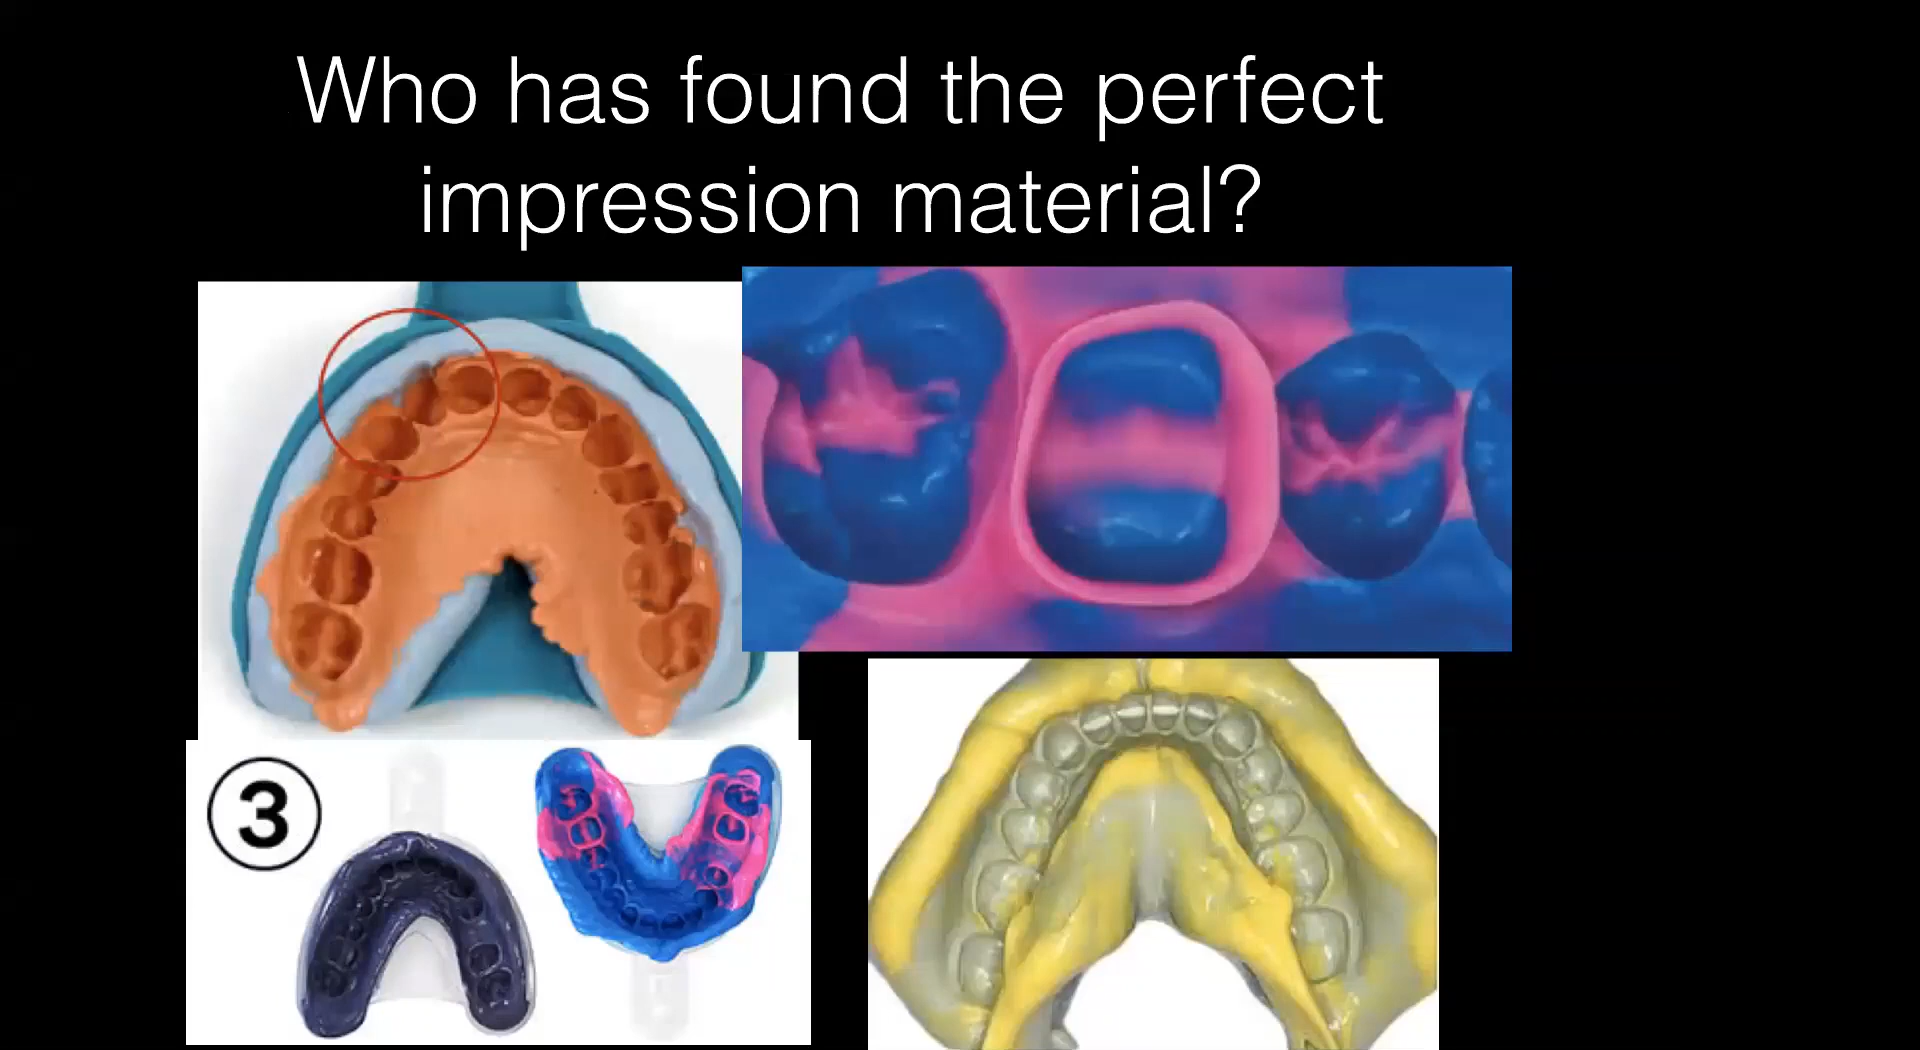 Who has found the perfect
impression material?
3